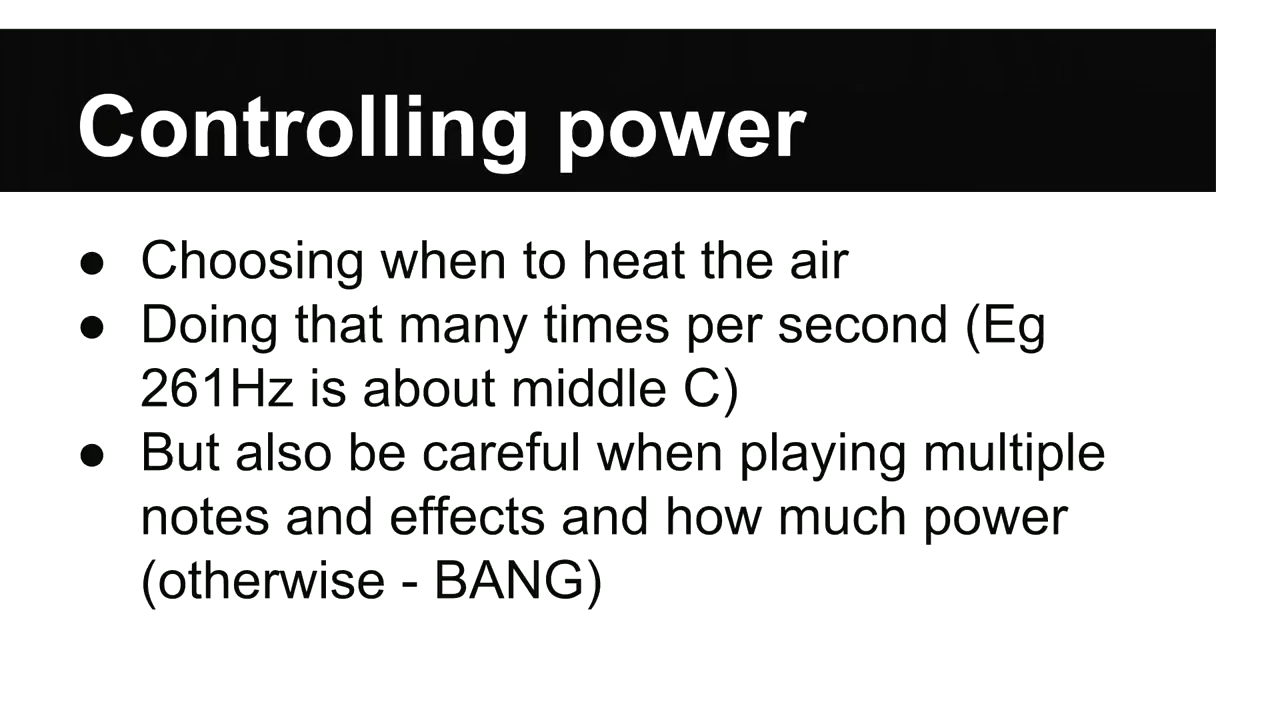 Controlling power
● Choosing when to heat the air
● Doing that many times per second (Eg
261Hz is about middle C)
● But also be careful when playing multiple
notes and effects and how much power
(otherwise - BANG)